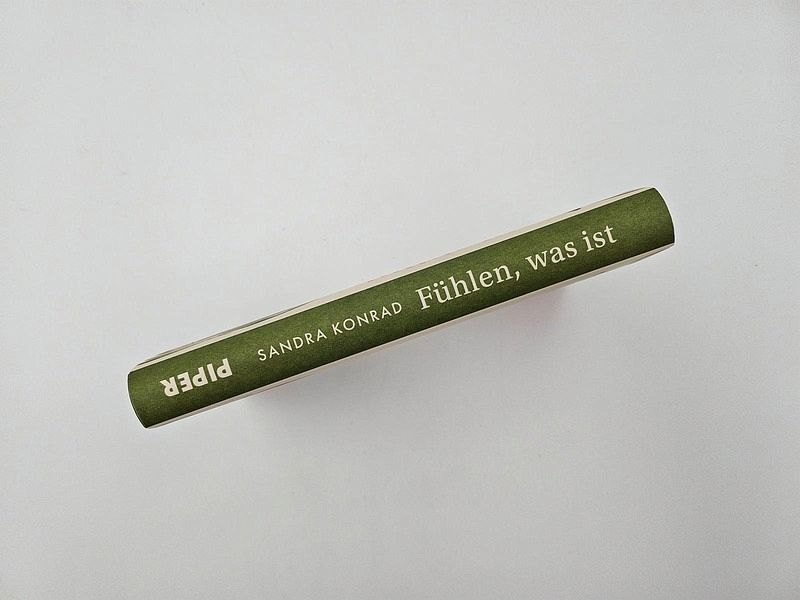 PIPER
SANDRA KONRAD
Fühlen, was ist